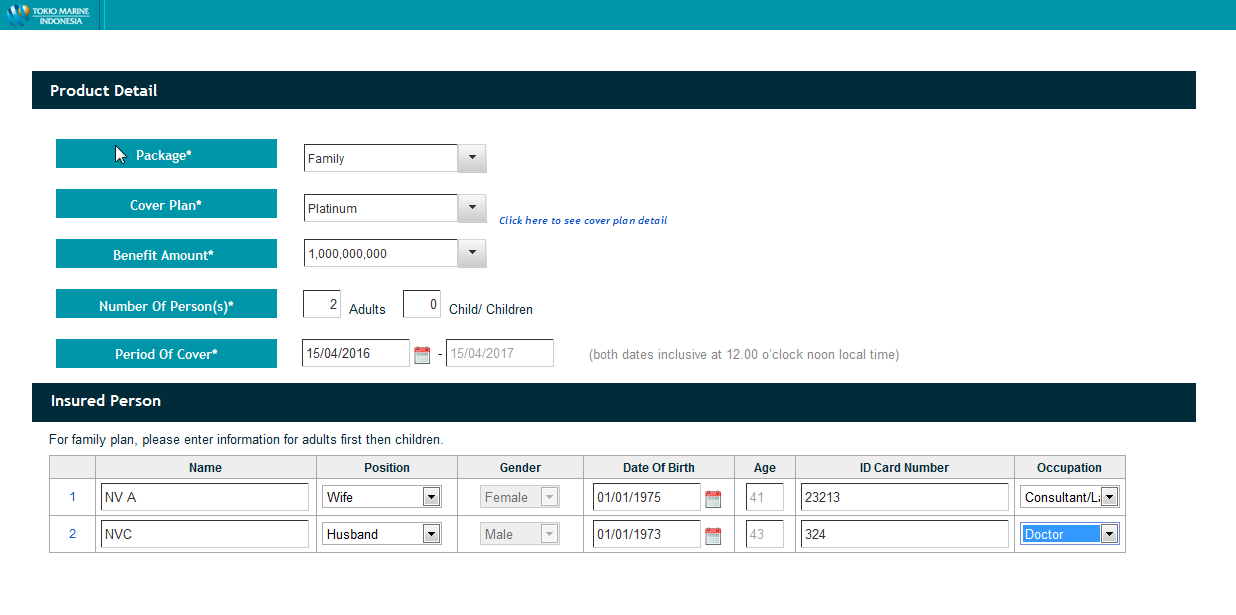 TOKIO MARINE
INDONESIA
Product Detail
Package*
Family
Cover Plan*
Platinum
Click here to see cover plan detail
Benefit Amount*
1,000,000,000
Number Of Person(s)*
2 Adults 0 Child/ Children
Period Of Cover*
15/04/2016 - 15/04/2017 (both dates inclusive at 12.00 o'clock noon local time)
Insured Person
For family plan, please enter information for adults first then children.
Name Position Gender Date Of Birth Age ID Card Number Occupation
1 NV A Wife Female 01/01/1975 41 23213 Consultant/L
2 NVC Husband Male 01/01/1973 43 324 Doctor